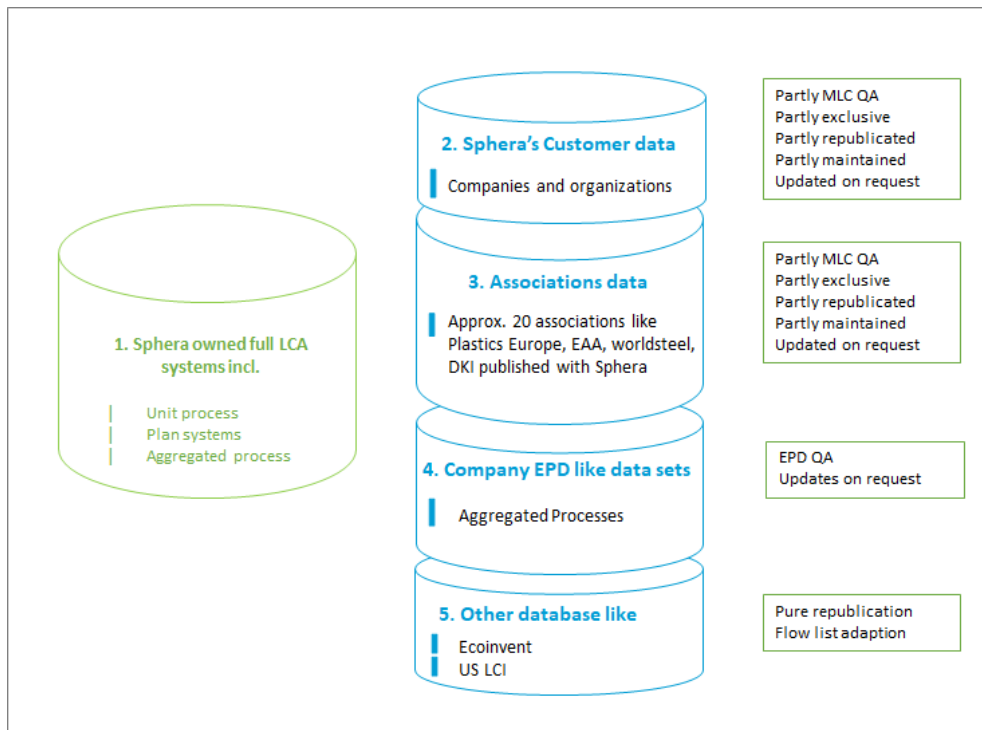 1. Sphera owned full LCA
systems incl.
Unit process
Plan systems
Aggregated process
2. Sphera's Customer data
Companies and organizations
Partly MLC QA
Partly exclusive
Partly republicated
Partly maintained
Updated on request
3. Associations data
Approx. 20 associations like
Plastics Europe, EAA, worldsteel,
DKI published with Sphera
Partly MLC QA
Partly exclusive
Partly republicated
Partly maintained
Updated on request
4. Company EPD like data sets
Aggregated Processes
EPD QA
Updates on request
5. Other database like
Ecoinvent
US LCI
Pure republication
Flow list adaption